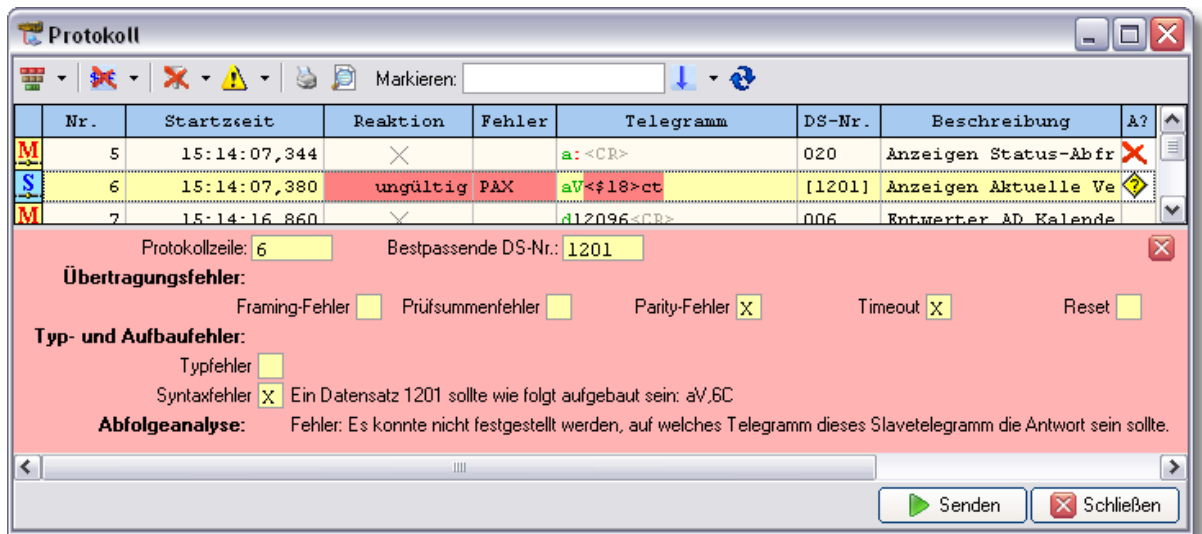 Protokoll
Markieren:
Nr. Startzeit Reaktion Fehler Telegramm DS-Nr. Beschreibung A?
M 5 15:14:07,344 a:<CR> 020 Anzeigen Status-Abfr
S 6 15:14:07,380 ungültig PAX aV<$18>ct [1201] Anzeigen Aktuelle Ve
M 7 15:14:16,860 d12096<CR> 006 Entwerter AD Kalende
Protokollzeile: 6 Bestpassende DS-Nr.: 1201
Übertragungsfehler:
Framing-Fehler Prüfsummenfehler Parity-Fehler X Timeout X Reset
Typ- und Aufbaufehler:
Typfehler
Syntaxfehler X Ein Datensatz 1201 sollte wie folgt aufgebaut sein: aV,6C
Abfolgeanalyse: Fehler: Es konnte nicht festgestellt werden, auf welches Telegramm dieses Slavetelegramm die Antwort sein sollte.
Senden Schließen